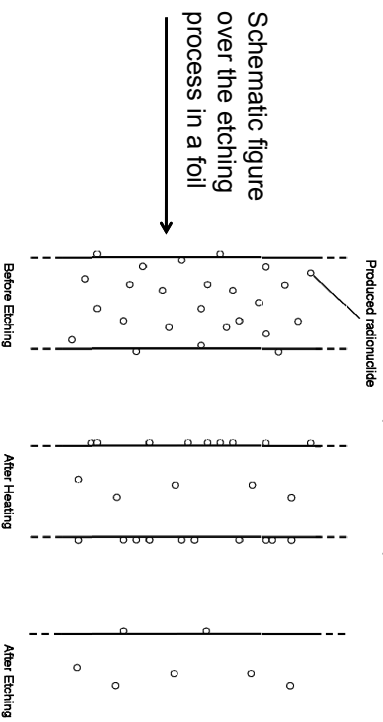 Schematic figure
over the etching
process in a foil
Produced radionuclide
Before Etching
After Heating
After Etching